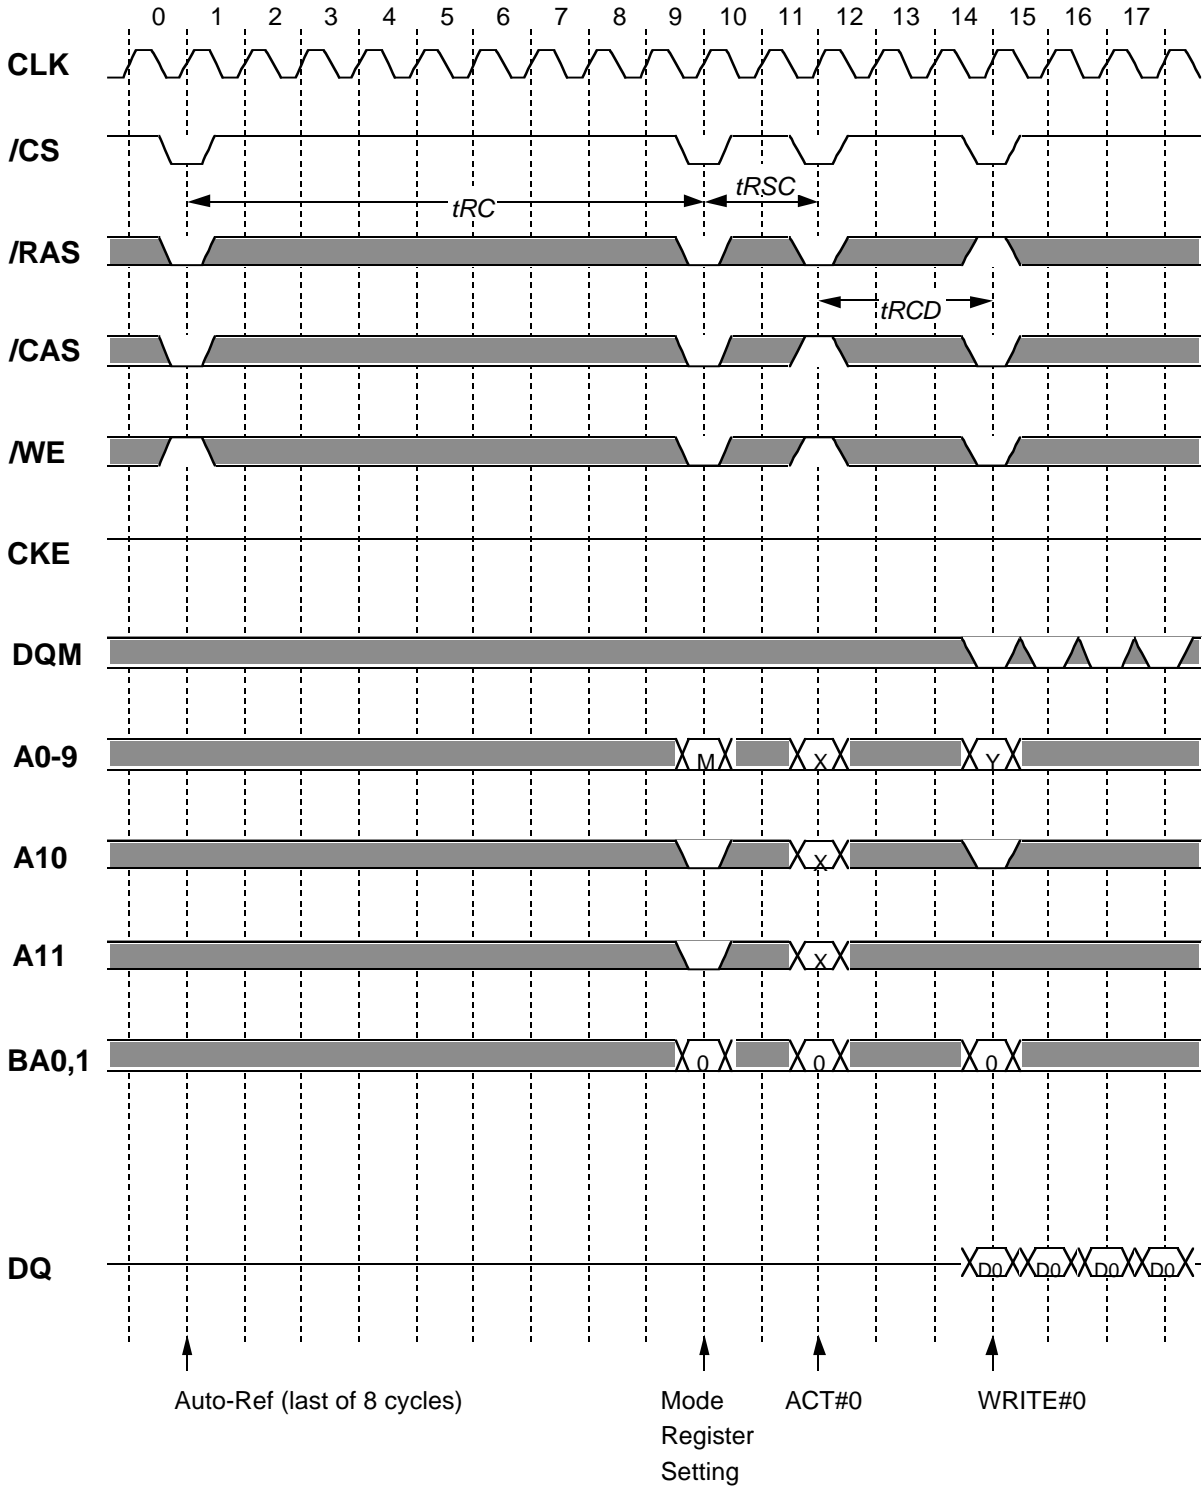 0 1 2 3 4 5 6 7 8 9 10 11 12 13 14 15 16 17
CLK
/CS
tRSC
tRC
/RAS
tRCD
/CAS
/WE
CKE
DQM
A0-9 M X Y
A10 X
A11 X
BA0,1 0 0 0
DQ D0 D0 D0 D0
Auto-Ref (last of 8 cycles) Mode ACT#0 WRITE#0
Register
Setting